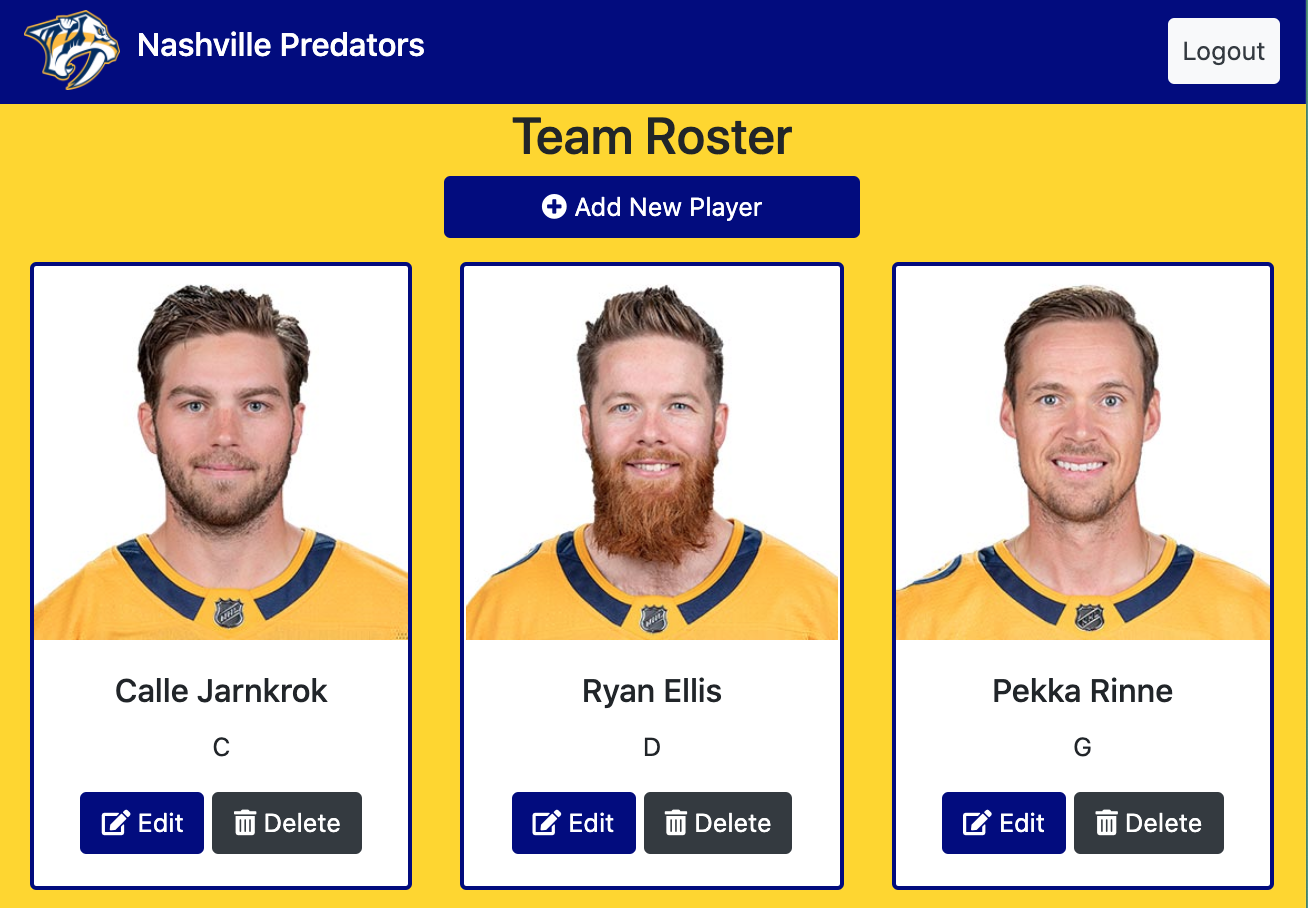 Nashville Predators
Logout
Team Roster
Add New Player
Calle Jarnkrok
Ryan Ellis
Pekka Rinne
C
D
G
Edit
Delete
Edit
Delete
Edit
Delete